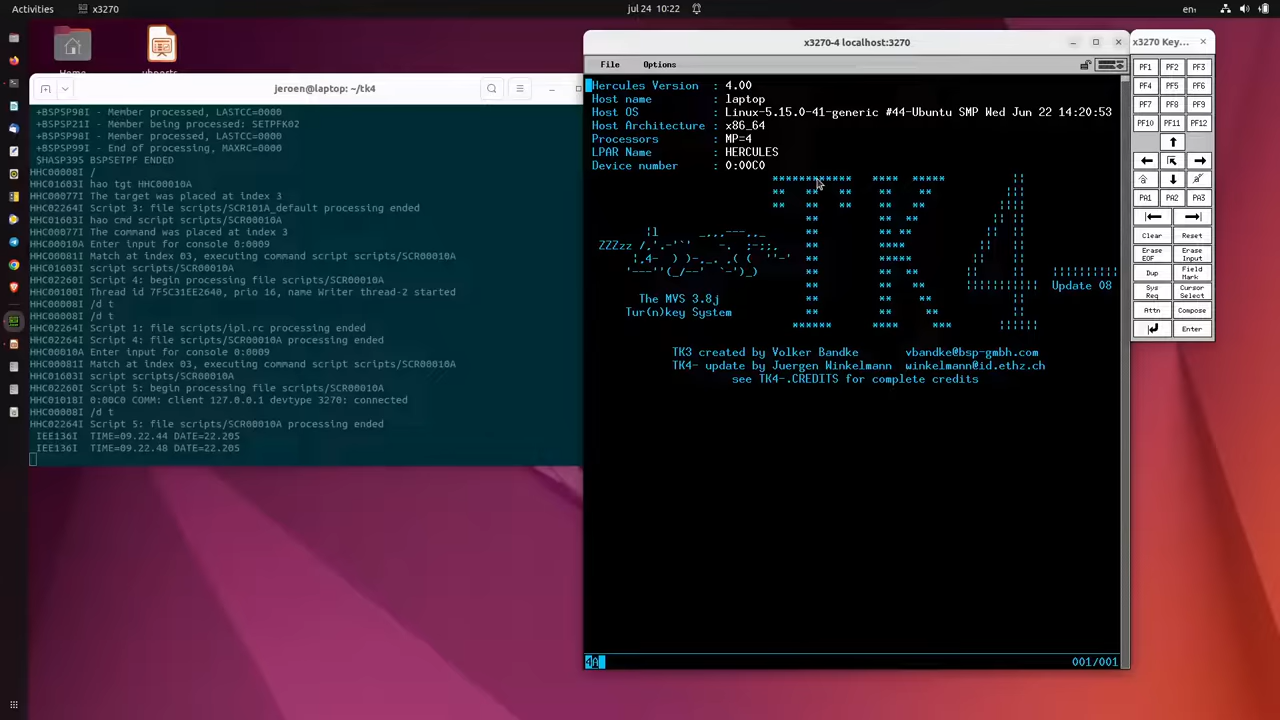 Activities
x3270
jul 24 10:22
en
Home
jeroen@laptop: ~/tk4
+BSPSP98I - Member processed, LASTCC=0000
+BSPSP21I - Member being processed: SETPFK02
+BSPSP98I - Member processed, LASTCC=0000
+BSPSP99I - End of processing, MAXRC=0000
$HASP395 BSPSETPF ENDED
HHC00008I /
HHC01603I hao tgt HHC00010A
HHC00077I The target was placed at index 3
HHC02264I Script 3: file scripts/SCR101A_default processing ended
HHC01603I hao cmd script scripts/SCR00010A
HHC00077I The command was placed at index 3
HHC00010A Enter input for console 0:0009
HHC00081I Match at index 03, executing command script scripts/SCR0010A
HHC01603I script scripts/SCR0010A
HHC02260I Script 4: begin processing file scripts/SCR00010A
HHC00100I Thread id 7F5C31EE2640, prio 16, name Writer thread-2 started
HHC00008I /d t
HHC00008I /d t
HHC02264I Script 1: file scripts/ipl.rc processing ended
HHC02264I Script 4: file scripts/SCR00010A processing ended
HHC00010A Enter input for console 0:0009
HHC00081I Match at index 03, executing command script scripts/SCR0010A
HHC01603I script scripts/SCR0010A
HHC02260I Script 5: begin processing file scripts/SCR00010A
HHC01018I 0:00C0 COMM: client 127.0.0.1 devtype 3270: connected
HHC00008I /d t
HHC02264I Script 5: file scripts/SCR00010A processing ended
IEE136I TIME=09.22.44 DATE=22.205
IEE136I TIME=09.22.48 DATE=22.205
x3270-4 localhost:3270
File Options
Hercules Version : 4.00
Host name : laptop
Host OS : Linux-5.15.0-41-generic #44-Ubuntu SMP Wed Jun 22 14:20:53
Host Architecture : x86_64
Processors : MP=4
LPAR Name : HERCULES
Device number : 0:00C0
ZZZzz
Update 08
The MVS 3.8j
Tur(n)key System
TK3 created by Volker Bandke vbandke@bsp-gmbh.com
TK4- update by Juergen Winkelmann winkelmann@id.ethz.ch
see TK4-.CREDITS for complete credits
4A
001/001
x3270 Key...
PF1 PF2 PF3
PF4 PF5 PF6
PF7 PF8 PF9
PF10 PF11 PF12
PA1 PA2 PA3
Clear Reset
Erase EOF Erase Input
Dup Field Mark
Sys Req Cursor Select
Attn Compose
Enter